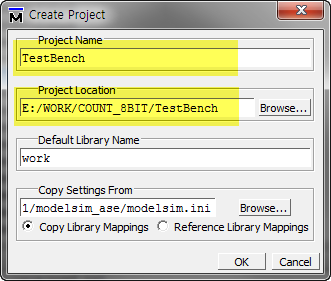 Create Project
Project Name
TestBench
Project Location
E:/WORK/COUNT_8BIT/TestBench
Browse...
Default Library Name
work
Copy Settings From
1/modelsim_ase/modelsim.ini
Browse...
Copy Library Mappings
Reference Library Mappings
OK
Cancel